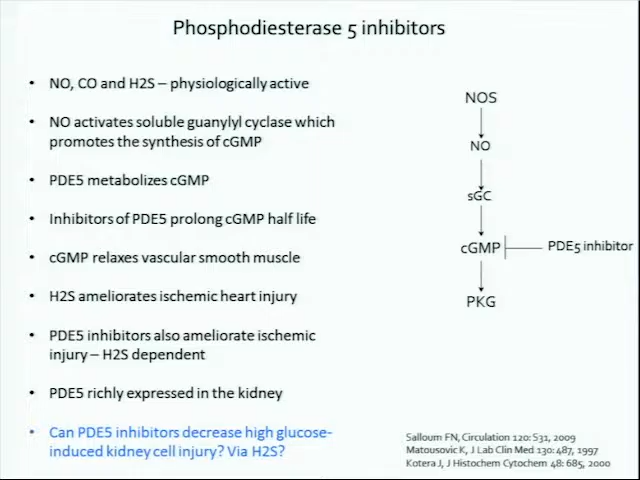 Phosphodiesterase 5 inhibitors
• NO, CO and H2S – physiologically active
• NO activates soluble guanylyl cyclase which
promotes the synthesis of cGMP
• PDE5 metabolizes cGMP
• Inhibitors of PDE5 prolong cGMP half life
• cGMP relaxes vascular smooth muscle
• H2S ameliorates ischemic heart injury
• PDE5 inhibitors also ameliorate ischemic
injury – H2S dependent
• PDE5 richly expressed in the kidney
• Can PDE5 inhibitors decrease high glucose-
induced kidney cell injury? Via H2S?
NOS
NO
sGC
cGMP
PDE5 inhibitor
PKG
Salloum FN, Circulation 120: S31, 2009
Matousovic K, J Lab Clin Med 130: 487, 1997
Kotera J, J Histochem Cytochem 48: 685, 2000